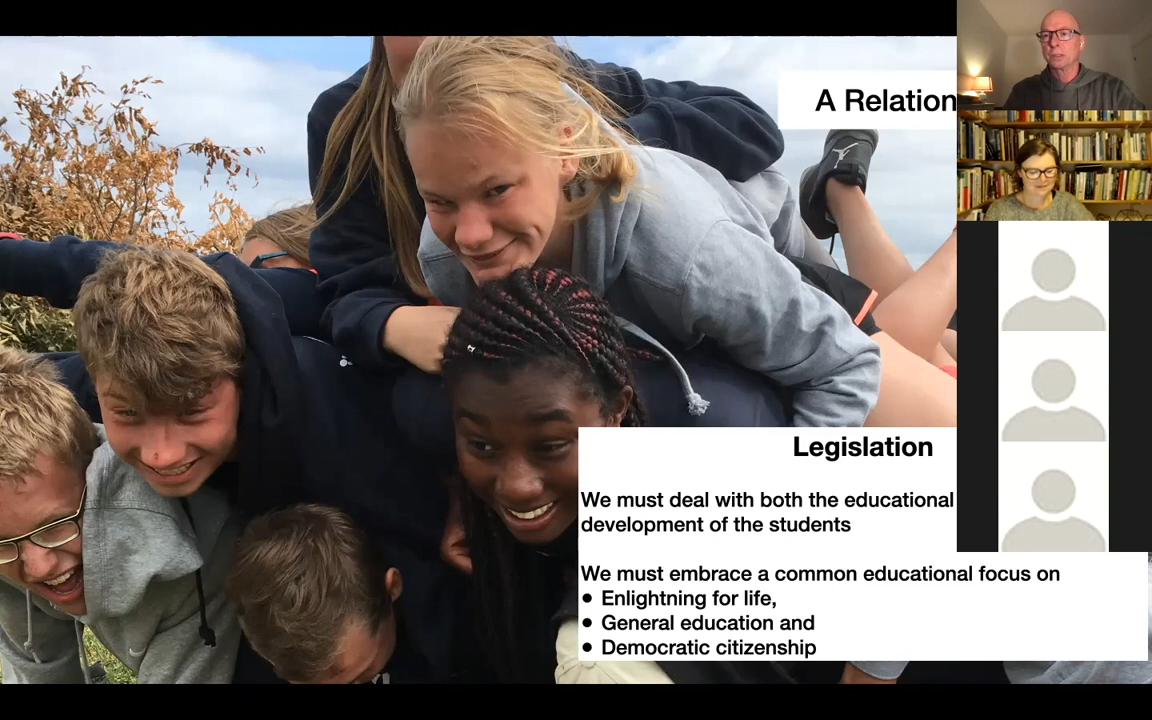 A Relation
Legislation
We must deal with both the educational
development of the students
We must embrace a common educational focus on
● Enlightning for life,
● General education and
● Democratic citizenship